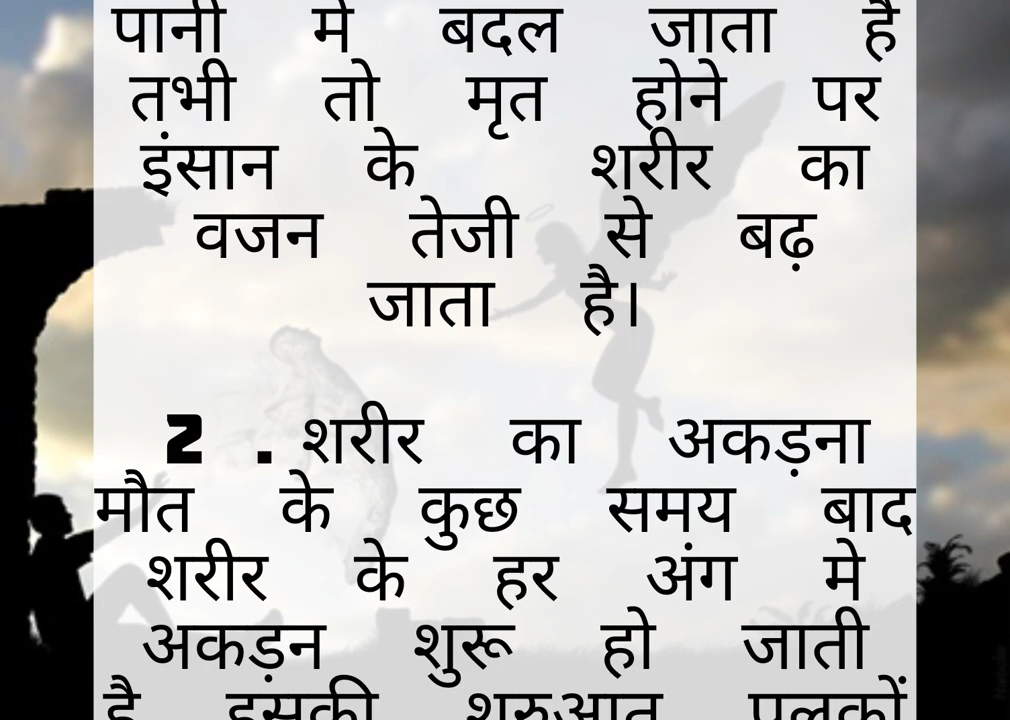 पानी मे बदल जाता है
तभी तो मृत होने पर
इंसान के शरीर का
वजन तेजी से बढ़
जाता है।
2 . शरीर का अकड़ना
मौत के कुछ समय बाद
शरीर के हर अंग मे
अकड़न शुरू हो जाती
है इसकी शुरुआत पलकों